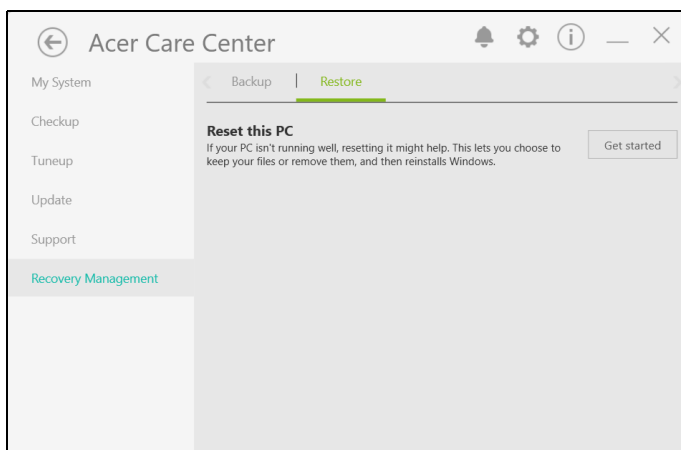 Acer Care Center
My System
Checkup
Tuneup
Update
Support
Recovery Management
Backup
Restore
Reset this PC
If your PC isn't running well, resetting it might help. This lets you choose to
keep your files or remove them, and then reinstalls Windows.
Get started